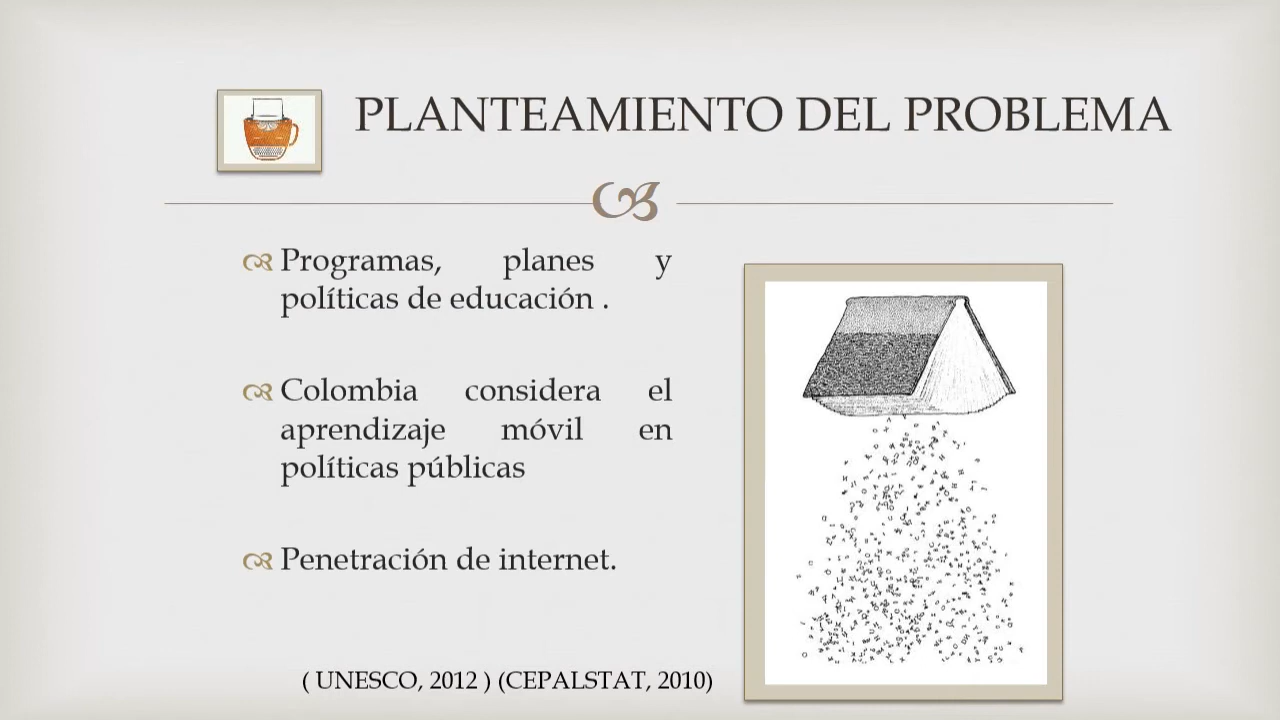 PLANTEAMIENTO DEL PROBLEMA
Programas, planes y
políticas de educación .
Colombia considera el
aprendizaje móvil en
políticas públicas
Penetración de internet.
( UNESCO, 2012 ) (CEPALSTAT, 2010)